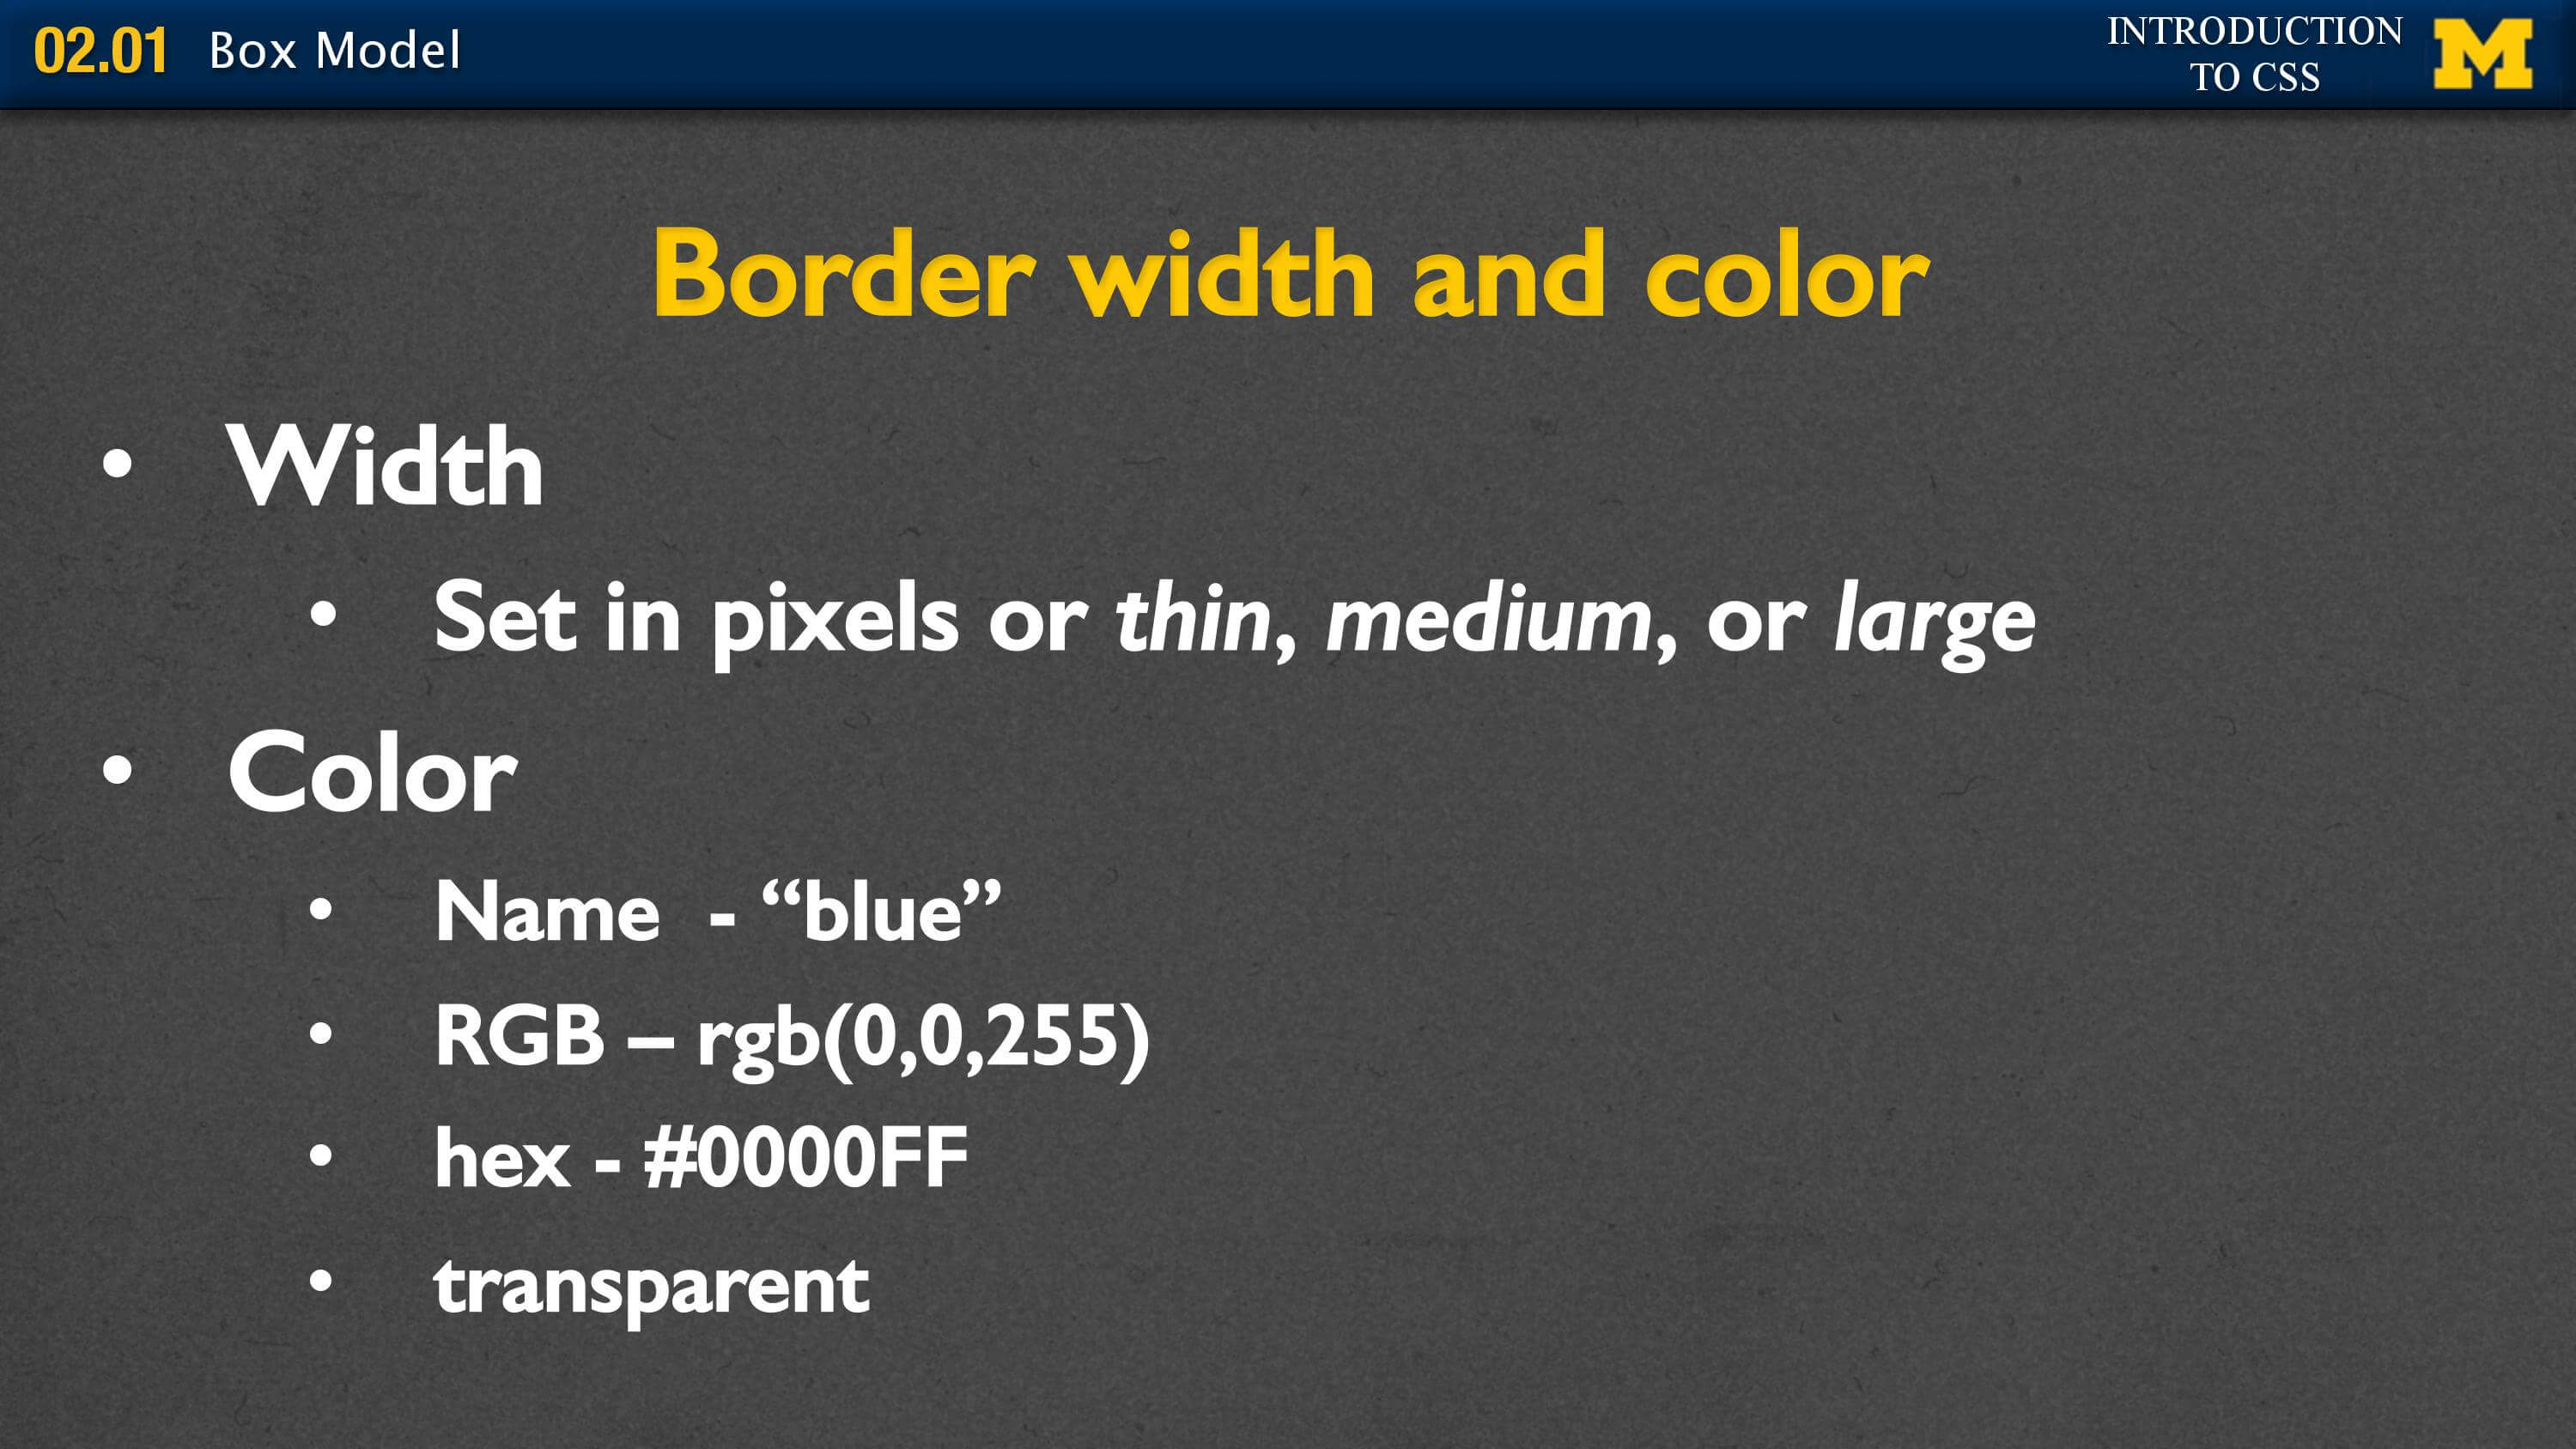 02.01 Box Model
INTRODUCTION
TO CSS
M
Border width and color
• Width
• Set in pixels or thin, medium, or large
• Color
• Name - “blue”
• RGB – rgb(0,0,255)
• hex - #0000FF
• transparent